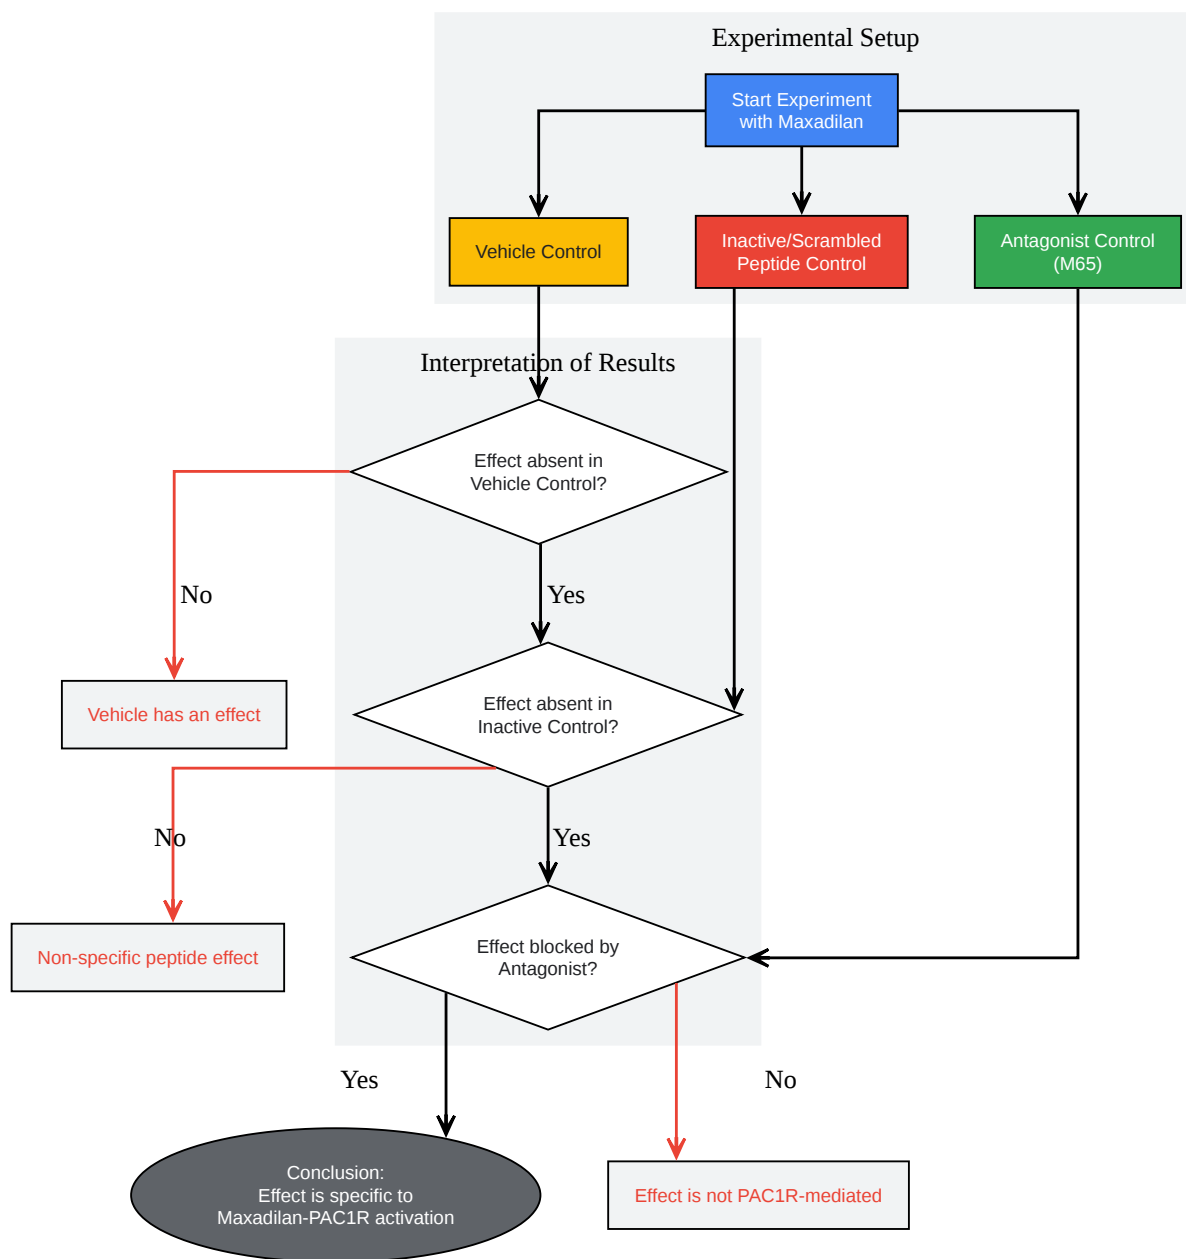 Experimental Setup
Start Experiment
with Maxadilan
Vehicle Control
Inactive/Scrambled
Peptide Control
Antagonist Control
(M65)
Interpretation of Results
Effect absent in
Vehicle Control?
No
Yes
Vehicle has an effect
Effect absent in
Inactive Control?
No
Yes
Non-specific peptide effect
Effect blocked by
Antagonist?
Yes
No
Conclusion:
Effect is specific to
Maxadilan-PAC1R activation
Effect is not PAC1R-mediated